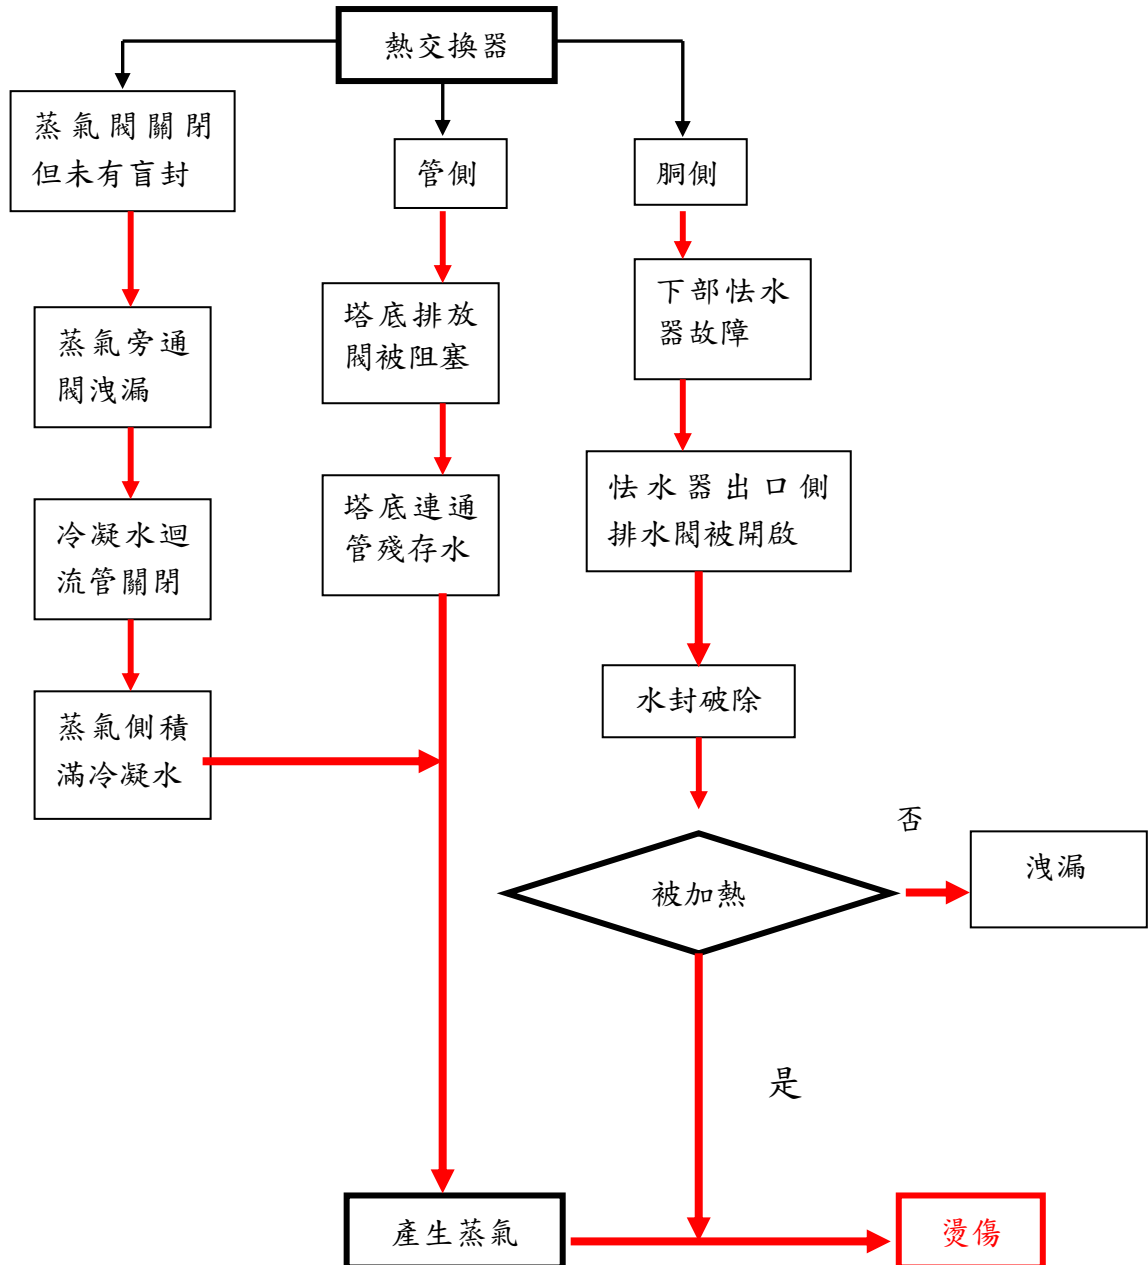 熱交換器
蒸氣閥關閉
但未有盲封
管側
胴側
蒸氣旁通
閥洩漏
塔底排放
閥被阻塞
下部怯水
器故障
冷凝水迴
流管關閉
塔底連通
管殘存水
怯水器出口側
排水閥被開啟
蒸氣側積
滿冷凝水
水封破除
被加熱
否
洩漏
是
產生蒸氣
燙傷